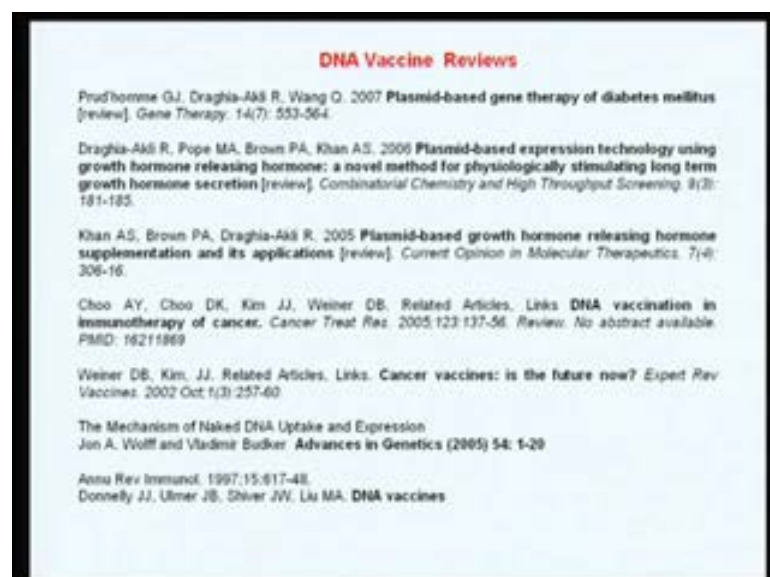 DNA Vaccine Reviews
Prud'homme GJ, Draghia-Akli R, Wang Q. 2007 Plasmid-based gene therapy of diabetes mellitus
[review]. Gene Therapy. 14(7): 553-564.
Draghia-Akli R, Pope MA, Brown PA, Khan AS. 2006 Plasmid-based expression technology using
growth hormone releasing hormone: a novel method for physiologically stimulating long term
growth hormone secretion [review]. Combinatorial Chemistry and High Throughput Screening. 9(3):
181-185.
Khan AS, Brown PA, Draghia-Akli R. 2005 Plasmid-based growth hormone releasing hormone
supplementation and its applications [review]. Current Opinion in Molecular Therapeutics. 7(4):
306-16.
Choo AY, Choo DK, Kim JJ, Weiner DB. Related Articles, Links DNA vaccination in
immunotherapy of cancer. Cancer Treat Res. 2005;123:137-56. Review. No abstract available.
PMID: 16211869
Weiner DB, Kim, JJ. Related Articles, Links. Cancer vaccines: is the future now? Expert Rev
Vaccines. 2002 Oct;1(3):257-60.
The Mechanism of Naked DNA Uptake and Expression
Jon A. Wolff and Vladimir Budker Advances in Genetics (2005) 54: 1-20
Annu Rev Immunol. 1997;15:617-48.
Donnelly JJ, Ulmer JB, Shiver JW, Liu MA. DNA vaccines